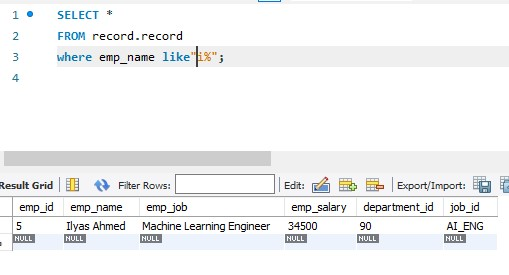 1 SELECT *
2 FROM record.record
3 where emp_name like"i%";
4
Result Grid Filter Rows: Edit: Export/Import:
emp_id emp_name emp_job emp_salary department_id job_id
5 Ilyas Ahmed Machine Learning Engineer 34500 90 AI_ENG
NULL NULL NULL NULL NULL NULL